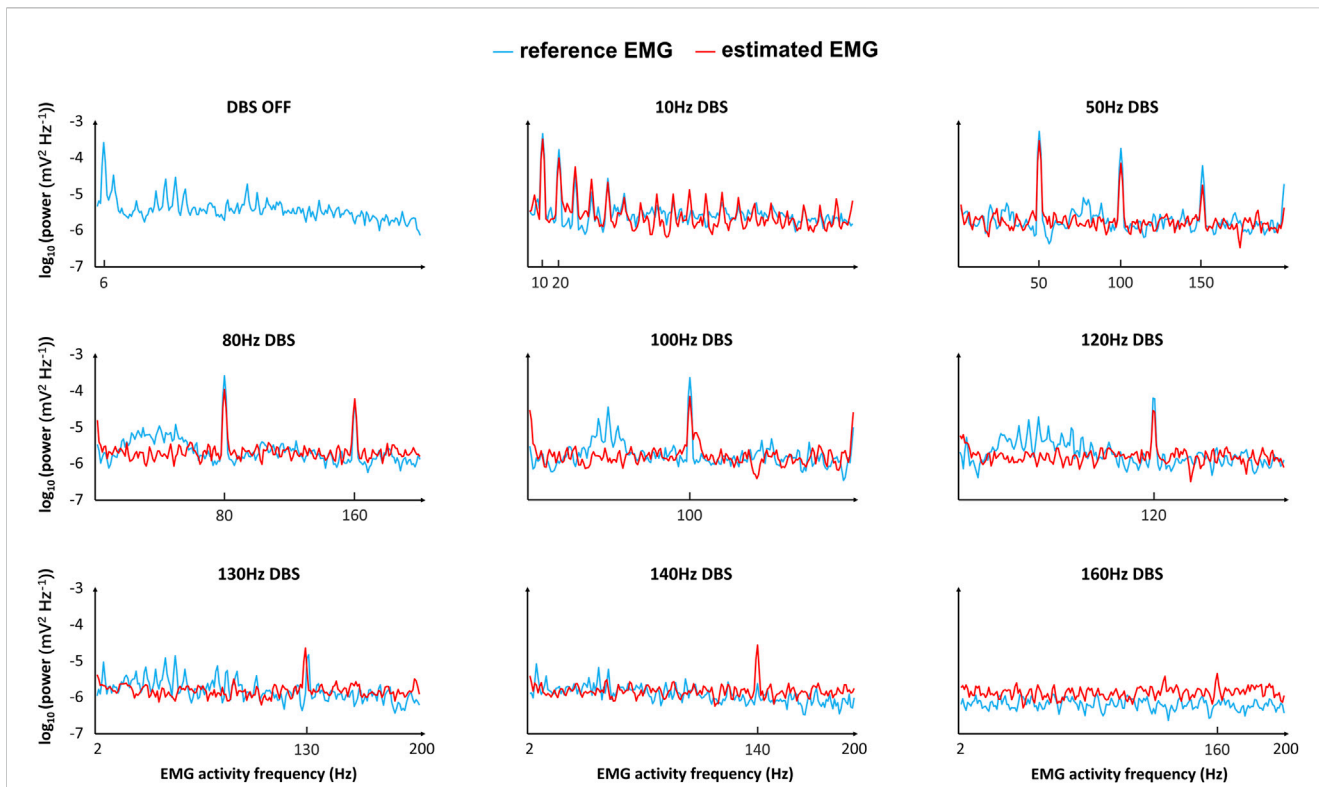 reference EMG estimated EMG
DBS OFF 10Hz DBS 50Hz DBS
log₁₀ (power (mV² Hz⁻¹))
-3
-4
-5
-6
-7
6 10 20 50 100 150
80Hz DBS 100Hz DBS 120Hz DBS
log₁₀ (power (mV² Hz⁻¹))
-3
-4
-5
-6
-7
80 160 100 120
130Hz DBS 140Hz DBS 160Hz DBS
log₁₀ (power (mV² Hz⁻¹))
-3
-4
-5
-6
-7
2 130 200 2 140 200 2 160 200
EMG activity frequency (Hz) EMG activity frequency (Hz) EMG activity frequency (Hz)